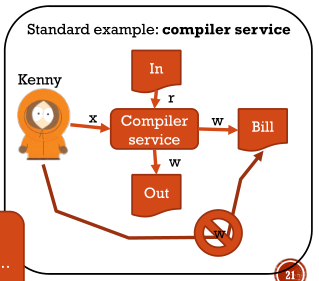 Standard example: compiler service
Kenny
In
r
x
Compiler
service
w
Bill
w
Out
w
..
21